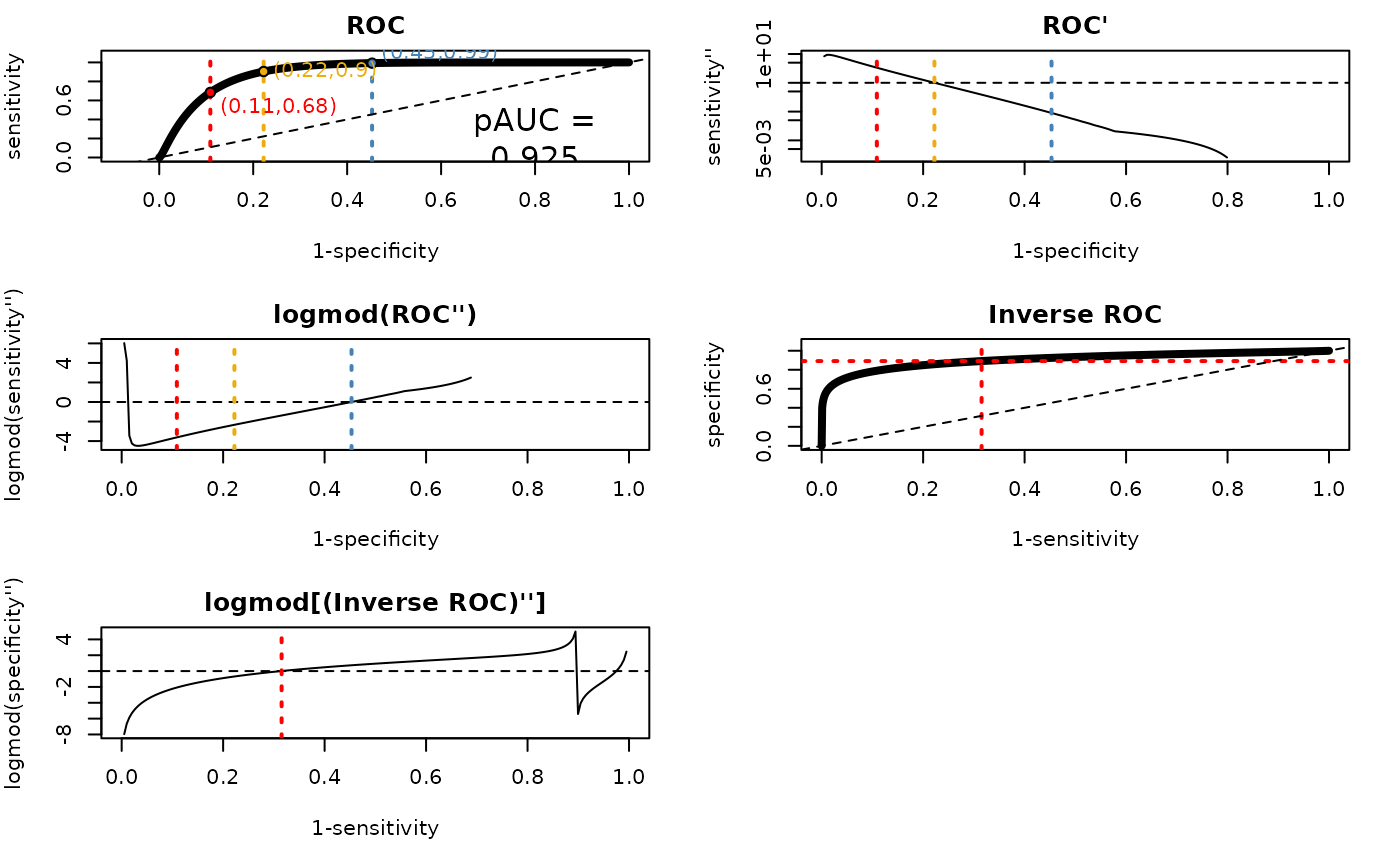 ROC
sensitivity
0.0
0.6
(0.11,0.68)
(0.22,0.9)
(0.45,0.99)
pAUC =
0.925
0.0 0.2 0.4 0.6 0.8 1.0
1-specificity
ROC'
sensitivity''
5e-03
1e+01
0.0 0.2 0.4 0.6 0.8 1.0
1-specificity
logmod(ROC'')
logmod(sensitivity'')
-4
0
4
0.0 0.2 0.4 0.6 0.8 1.0
1-specificity
Inverse ROC
specificity
0.0
0.6
0.0 0.2 0.4 0.6 0.8 1.0
1-sensitivity
logmod[(Inverse ROC)'']
logmod(specificity'')
-8
-2
4
0.0 0.2 0.4 0.6 0.8 1.0
1-sensitivity